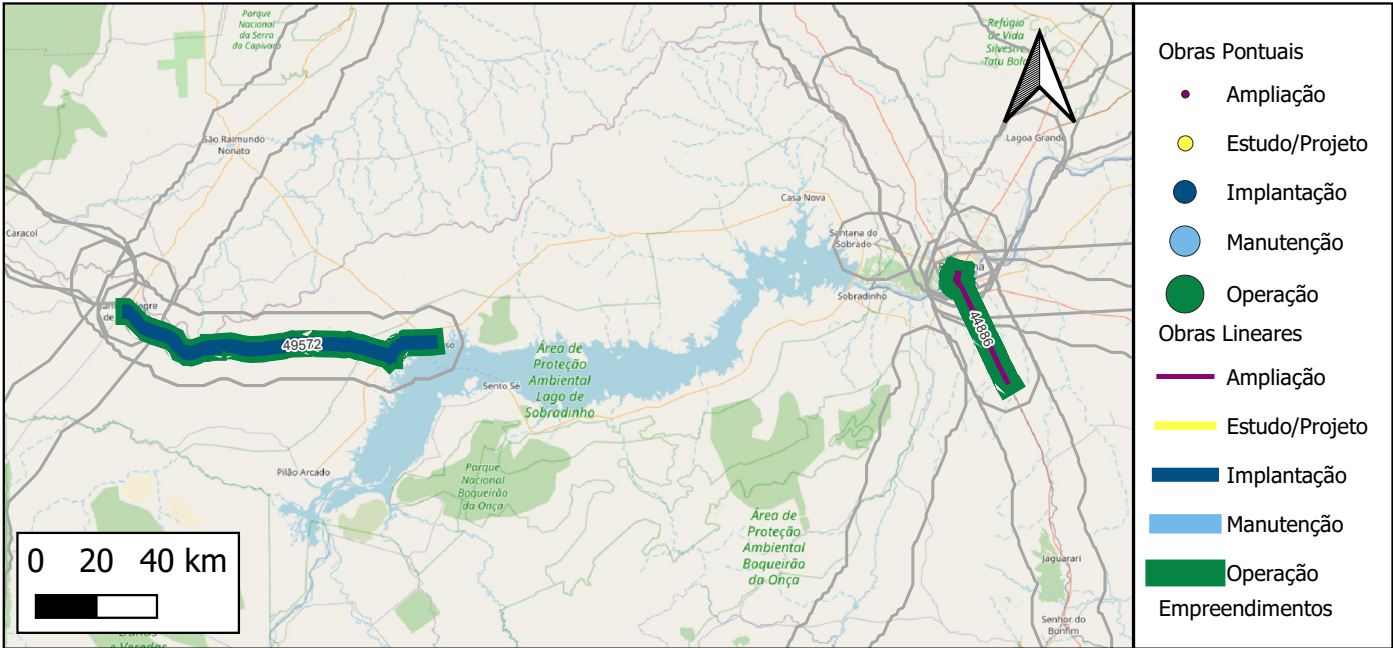 Parque
Nacional
da Serra
da Capivara
Refúgio
de Vida
Silvestre
Tatu Bola
São Raimundo
Nonato
Lagoa Grande
Caracol
Casa Nova
Santana do
Sobrado
Sobradinho
49572
44886
Sento Sé
Área de
Proteção
Ambiental
Lago de
Sobradinho
Pilão Arcado
Parque
Nacional
Boqueirão
da Onça
Área de
Proteção
Ambiental
Boqueirão
da Onça
Jaguarari
Senhor do
Bonfim
0 20 40 km
Obras Pontuais
Ampliação
Estudo/Projeto
Implantação
Manutenção
Operação
Obras Lineares
Ampliação
Estudo/Projeto
Implantação
Manutenção
Operação
Empreendimentos